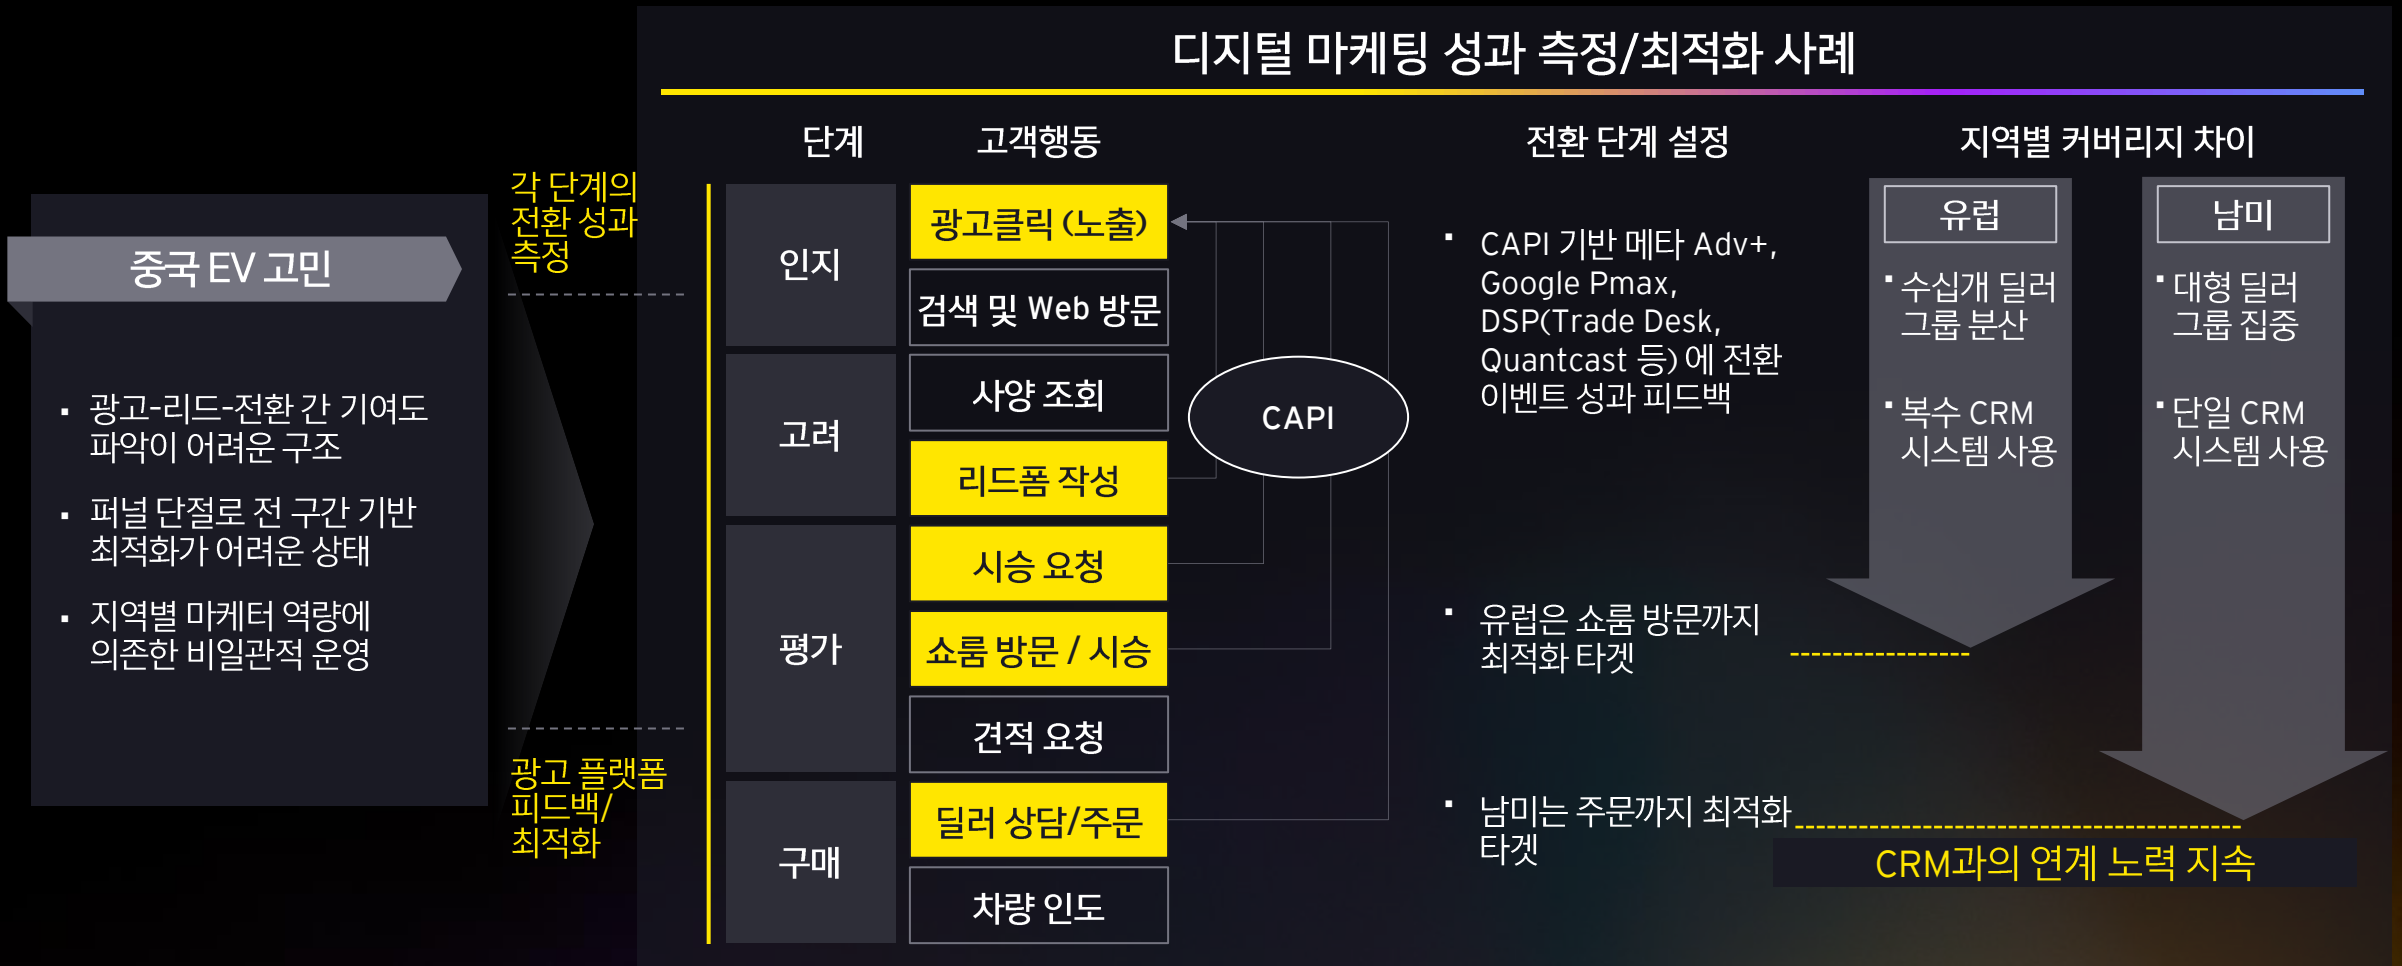 디지털 마케팅 성과 측정/최적화 사례
중국 EV 고민
▪ 광고-리드-전환 간 기여도
파악이 어려운 구조
▪ 퍼널 단절로 전 구간 기반
최적화가 어려운 상태
▪ 지역별 마케터 역량에
의존한 비일관적 운영
각 단계의
전환 성과
측정
광고 플랫폼
피드백/
최적화
단계
고객행동
인지
광고클릭 (노출)
검색 및 Web 방문
고려
사양 조회
리드폼 작성
평가
시승 요청
쇼룸 방문 / 시승
견적 요청
구매
딜러 상담/주문
차량 인도
CAPI
전환 단계 설정
▪ CAPI 기반 메타 Adv+,
Google Pmax,
DSP(Trade Desk,
Quantcast 등) 에 전환
이벤트 성과 피드백
▪ 유럽은 쇼룸 방문까지
최적화 타겟
▪ 남미는 주문까지 최적화
타겟
지역별 커버리지 차이
유럽
▪ 수십개 딜러
그룹 분산
▪ 복수 CRM
시스템 사용
남미
▪ 대형 딜러
그룹 집중
▪ 단일 CRM
시스템 사용
CRM과의 연계 노력 지속